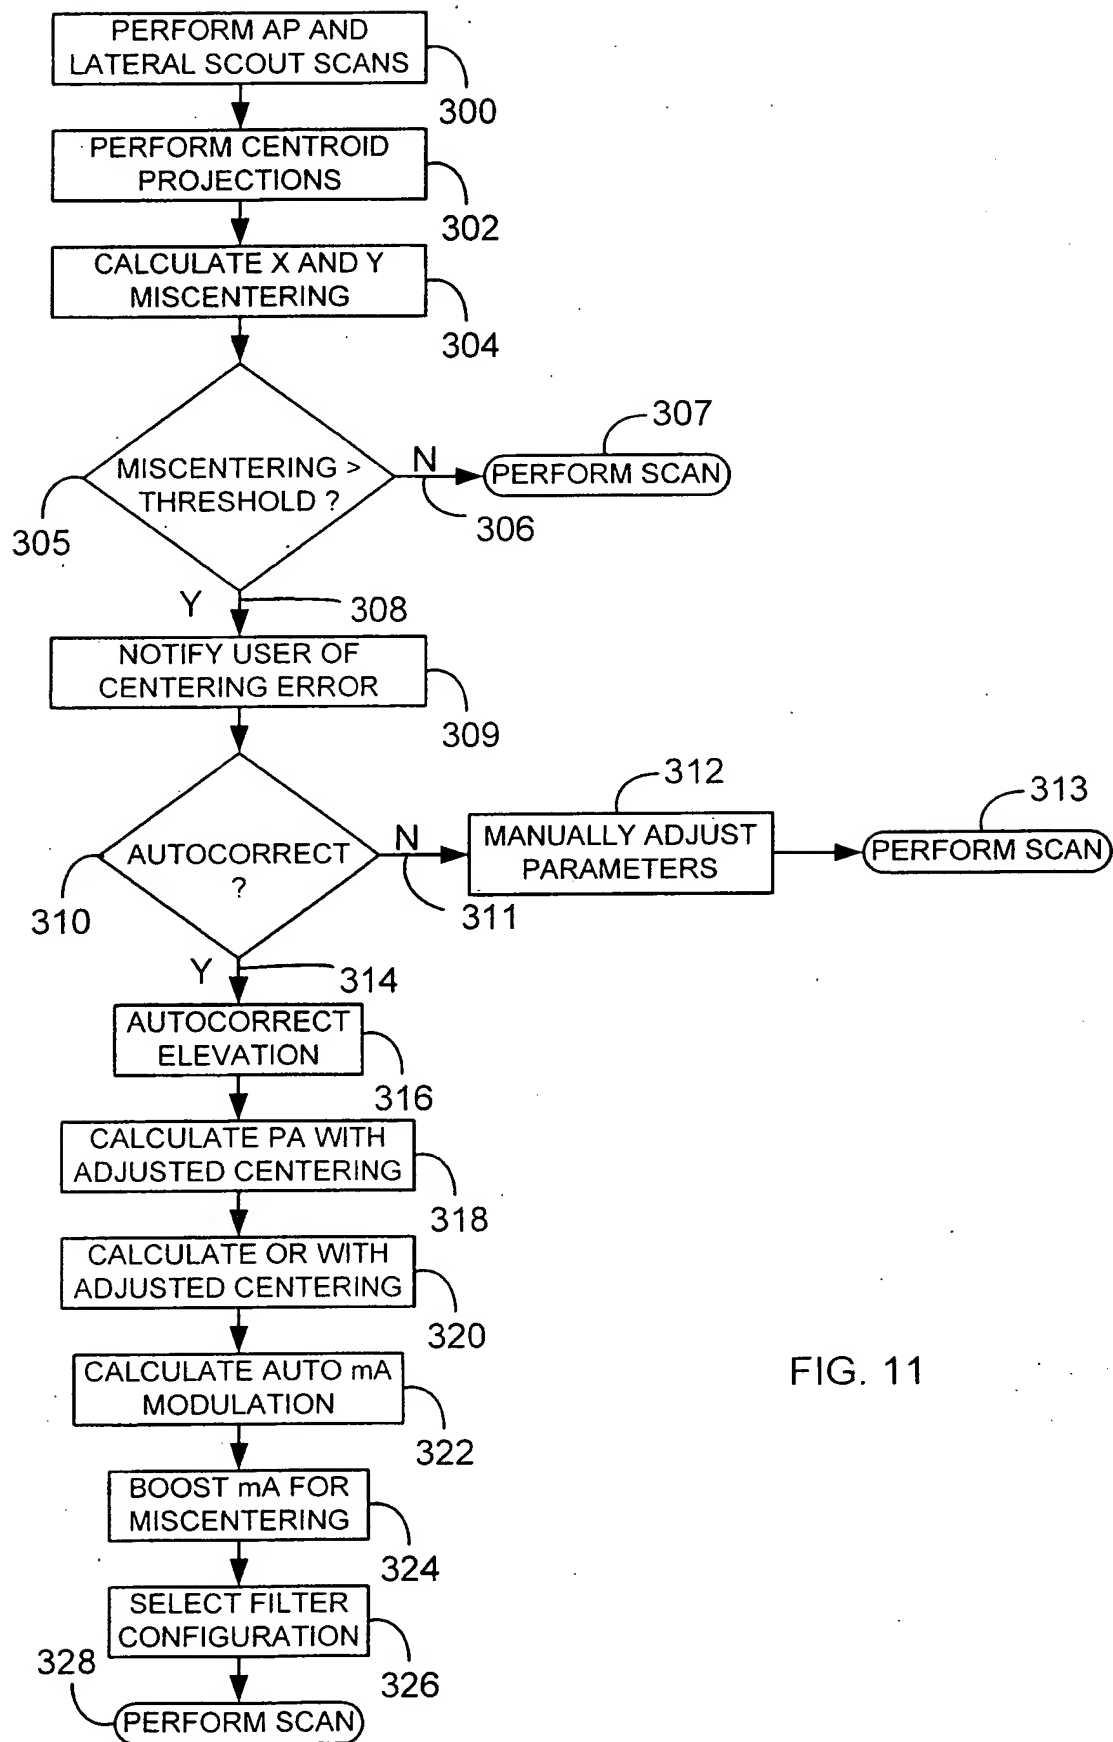 PERFORM AP AND
LATERAL SCOUT SCANS
300
PERFORM CENTROID
PROJECTIONS
302
CALCULATE X AND Y
MISCENTERING
304
MISCENTERING >
THRESHOLD ?
305
N
306
307
PERFORM SCAN
Y
308
NOTIFY USER OF
CENTERING ERROR
309
AUTOCORRECT
?
310
N
311
312
MANUALLY ADJUST
PARAMETERS
313
PERFORM SCAN
Y
314
AUTOCORRECT
ELEVATION
316
CALCULATE PA WITH
ADJUSTED CENTERING
318
CALCULATE OR WITH
ADJUSTED CENTERING
320
CALCULATE AUTO mA
MODULATION
322
BOOST mA FOR
MISCENTERING
324
SELECT FILTER
CONFIGURATION
326
328
PERFORM SCAN
FIG. 11